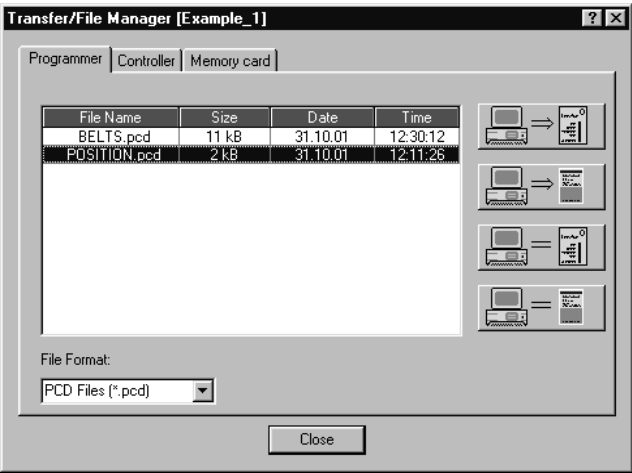 Transfer/File Manager [Example_1]
Programmer Controller Memory card
File Name Size Date Time
BELTS.pcd 11 kB 31.10.01 12:30:12
POSITION.pcd 2 kB 31.10.01 12:11:26
File Format:
PCD Files (*.pcd)
Close